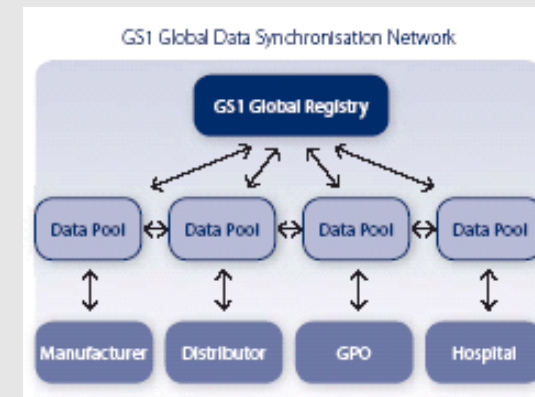 GS1 Global Data Synchronisation Network
GS1 Global Registry
Data Pool
Data Pool
Data Pool
Data Pool
Manufacturer
Distributor
GPO
Hospital